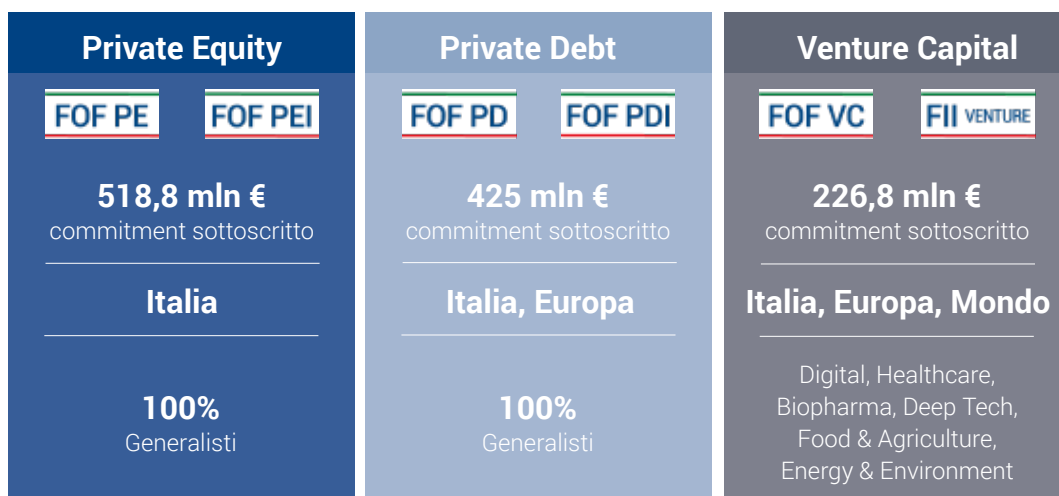 Private Equity
FOF PE
FOF PEI
518,8 mln €
commitment sottoscritto
Italia
100%
Generalisti
Private Debt
FOF PD
FOF PDI
425 mln €
commitment sottoscritto
Italia, Europa
100%
Generalisti
Venture Capital
FOF VC
FII VENTURE
226,8 mln €
commitment sottoscritto
Italia, Europa, Mondo
Digital, Healthcare,
Biopharma, Deep Tech,
Food & Agriculture,
Energy & Environment